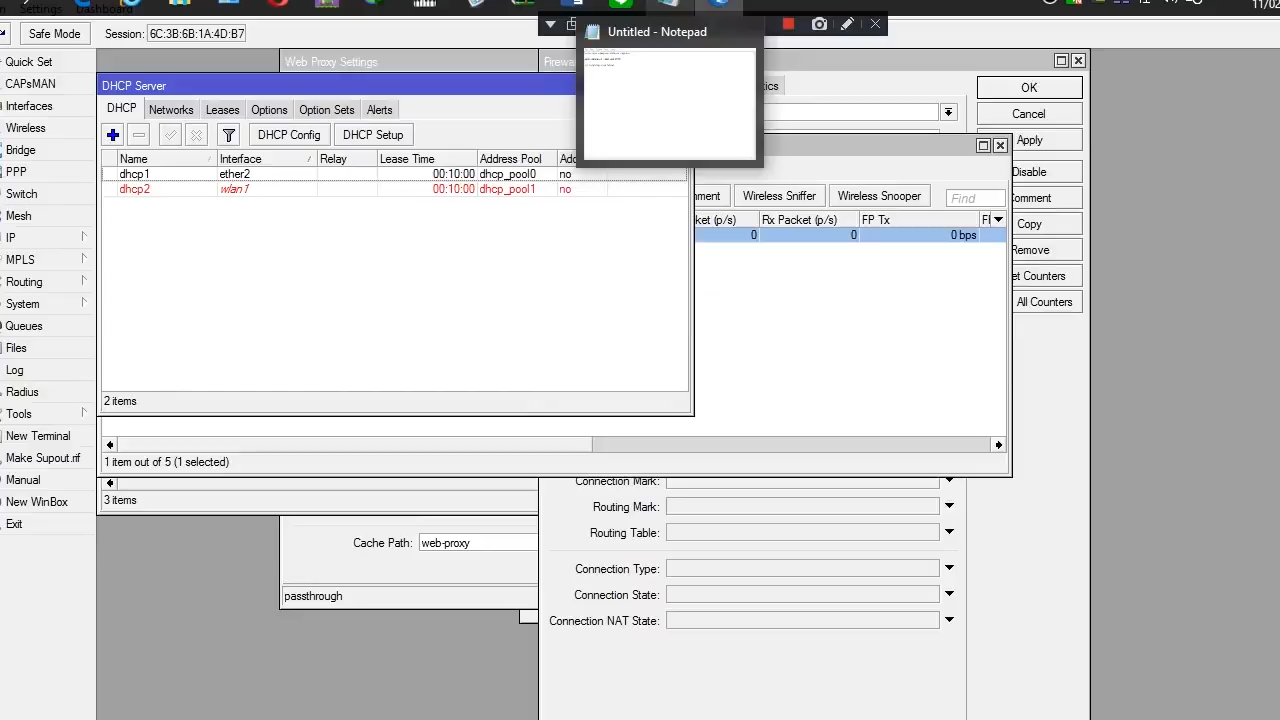 Settings Dashboard
11/02
Safe Mode Session: 6C:3B:6B:1A:4D:B7
Untitled - Notepad
Quick Set
CAPsMAN
Interfaces
Wireless
Bridge
PPP
Switch
Mesh
IP
MPLS
Routing
System
Queues
Files
Log
Radius
Tools
New Terminal
Make Supout.rif
Manual
New WinBox
Exit
Web Proxy Settings
DHCP Server
DHCP Networks Leases Options Option Sets Alerts
DHCP Config DHCP Setup
Name Interface Relay Lease Time Address Pool
dhcp1 ether2 00:10:00 dhcp_pool0 no
dhcp2 wlan1 00:10:00 dhcp_pool1 no
2 items
Wireless Sniffer Wireless Snooper Find
Rx Packet (p/s) FP Tx
0 0 0 bps
1 item out of 5 (1 selected)
3 items
Cache Path: web-proxy
passthrough
Connection Mark:
Routing Mark:
Routing Table:
Connection Type:
Connection State:
Connection NAT State:
OK
Cancel
Apply
Disable
Comment
Copy
Remove
All Counters